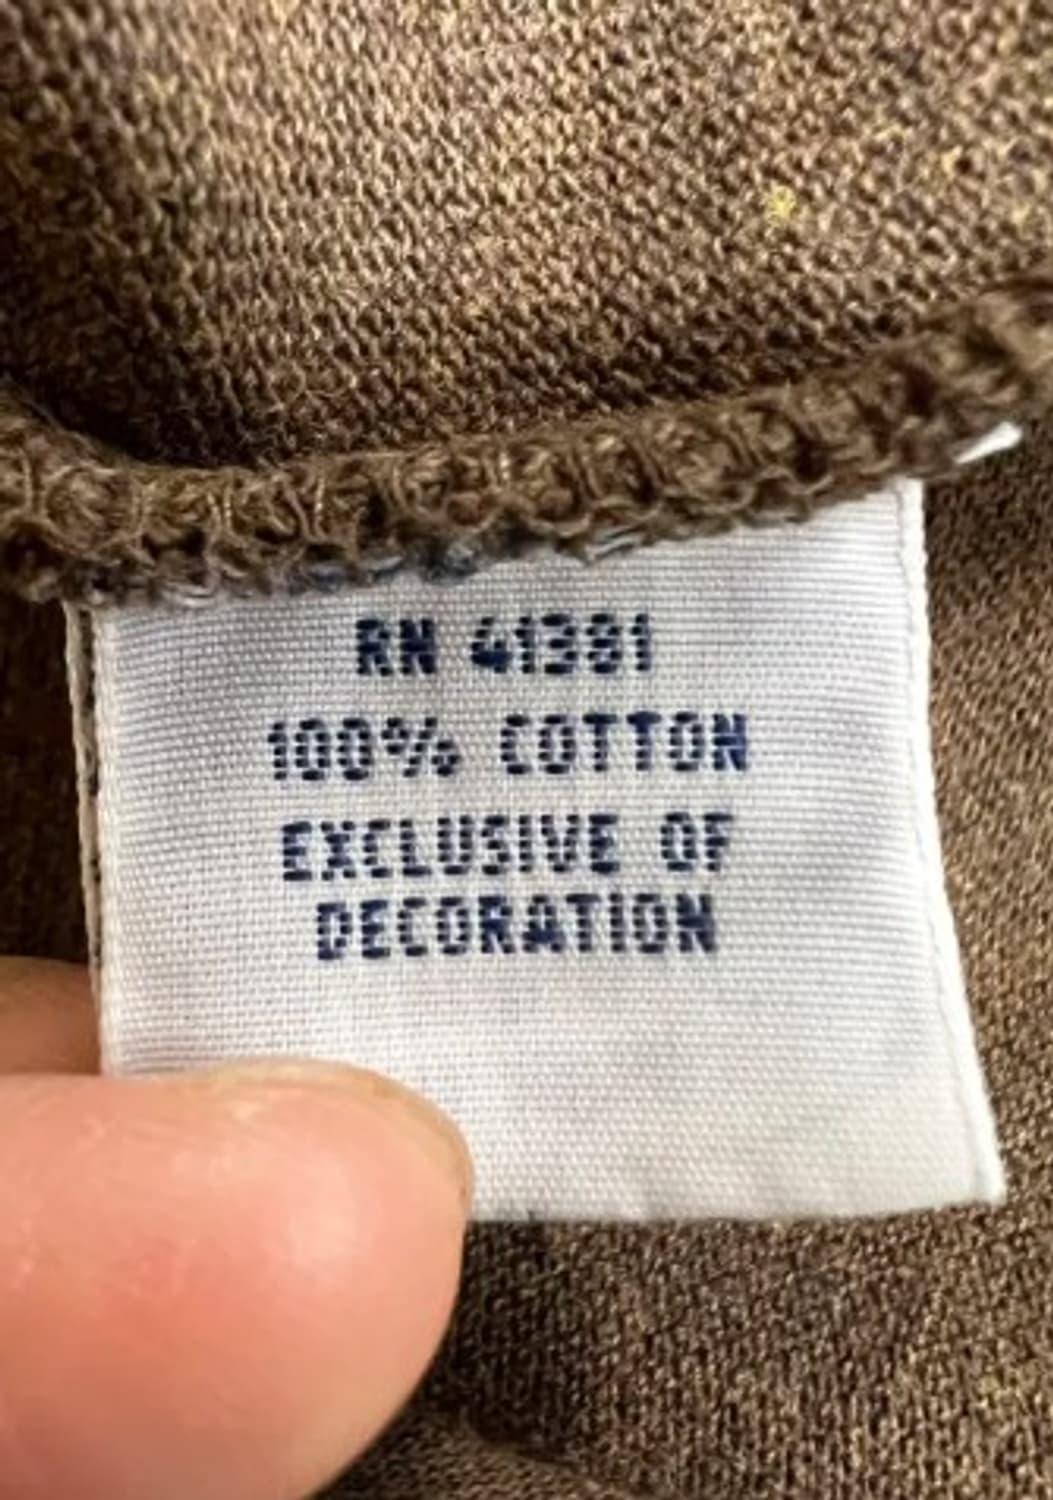 RN 41381
100% COTTON
EXCLUSIVE OF
DECORATION